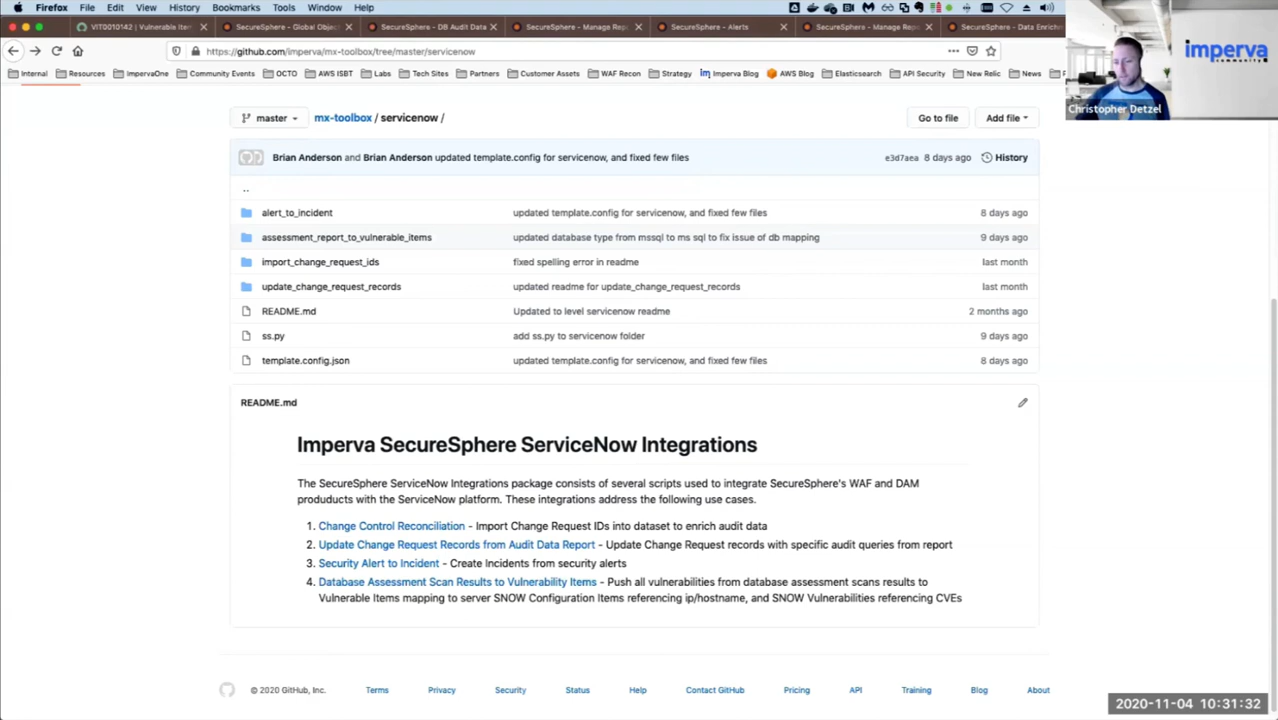 Firefox File Edit View History Bookmarks Tools Window Help
VIT0010142 | Vulnerable Item
SecureSphere - Global Object
SecureSphere - DB Audit Data
SecureSphere - Manage Rep
SecureSphere - Alerts
SecureSphere - Manage Rep
SecureSphere - Data Enrich
https://github.com/imperva/mx-toolbox/tree/master/servicenow
Internal Resources ImpervaOne Community Events OCTO AWS ISBT Labs Tech Sites Partners Customer Assets WAF Recon Strategy Imperva Blog AWS Blog Elasticsearch API Security New Relic News
imperva
community
Christopher Detzel
master mx-toolbox / servicenow / Go to file Add file
Brian Anderson and Brian Anderson updated template.config for servicenow, and fixed few files e3d7aea 8 days ago History
..
alert_to_incident updated template.config for servicenow, and fixed few files 8 days ago
assessment_report_to_vulnerable_items updated database type from mssql to ms sql to fix issue of db mapping 9 days ago
import_change_request_ids fixed spelling error in readme last month
update_change_request_records updated readme for update_change_request_records last month
README.md Updated to level servicenow readme 2 months ago
ss.py add ss.py to servicenow folder 9 days ago
template.config.json updated template.config for servicenow, and fixed few files 8 days ago
README.md
Imperva SecureSphere ServiceNow Integrations
The SecureSphere ServiceNow Integrations package consists of several scripts used to integrate SecureSphere's WAF and DAM
produducts with the ServiceNow platform. These integrations address the following use cases.
1. Change Control Reconciliation - Import Change Request IDs into dataset to enrich audit data
2. Update Change Request Records from Audit Data Report - Update Change Request records with specific audit queries from report
3. Security Alert to Incident - Create Incidents from security alerts
4. Database Assessment Scan Results to Vulnerability Items - Push all vulnerabilities from database assessment scans results to
Vulnerable Items mapping to server SNOW Configuration Items referencing ip/hostname, and SNOW Vulnerabilities referencing CVEs
© 2020 GitHub, Inc. Terms Privacy Security Status Help Contact GitHub Pricing API Training Blog About
2020-11-04 10:31:32